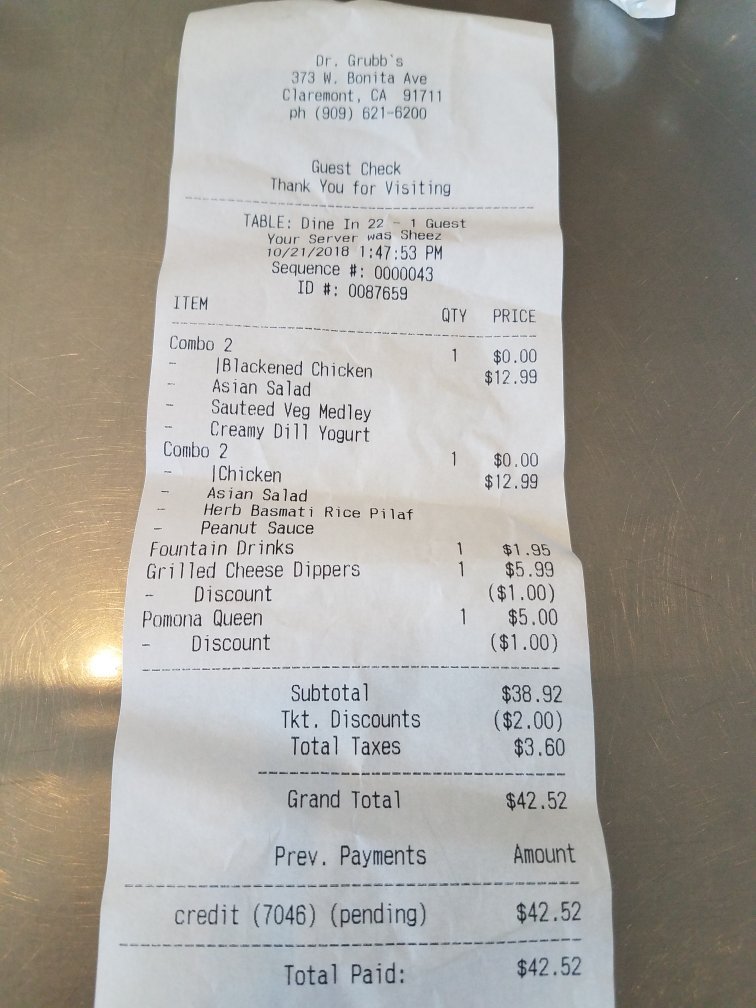 Dr. Grubb's
373 W. Bonita Ave
Claremont, CA 91711
ph (909) 621-6200
Guest Check
Thank You for Visiting
TABLE: Dine In 22 - 1 Guest
Your Server was Sheez
10/21/2018 1:47:53 PM
Sequence #: 0000043
ID #: 0087659
ITEM QTY PRICE
Combo 2 1 $0.00
- |Blackened Chicken $12.99
- Asian Salad
- Sauteed Veg Medley
- Creamy Dill Yogurt
Combo 2 1 $0.00
- |Chicken $12.99
- Asian Salad
- Herb Basmati Rice Pilaf
- Peanut Sauce
Fountain Drinks 1 $1.95
Grilled Cheese Dippers 1 $5.99
- Discount ($1.00)
Pomona Queen 1 $5.00
- Discount ($1.00)
Subtotal $38.92
Tkt. Discounts ($2.00)
Total Taxes $3.60
Grand Total $42.52
Prev. Payments Amount
credit (7046) (pending) $42.52
Total Paid: $42.52